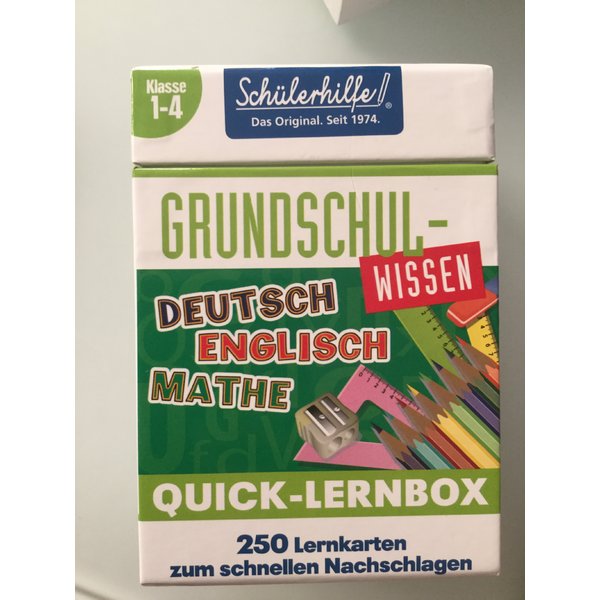 Klasse
1-4
Schülerhilfe!®
Das Original. Seit 1974.
GRUNDSCHUL-
WISSEN
DEUTSCH
ENGLISCH
MATHE
QUICK-LERNBOX
250 Lernkarten
zum schnellen Nachschlagen